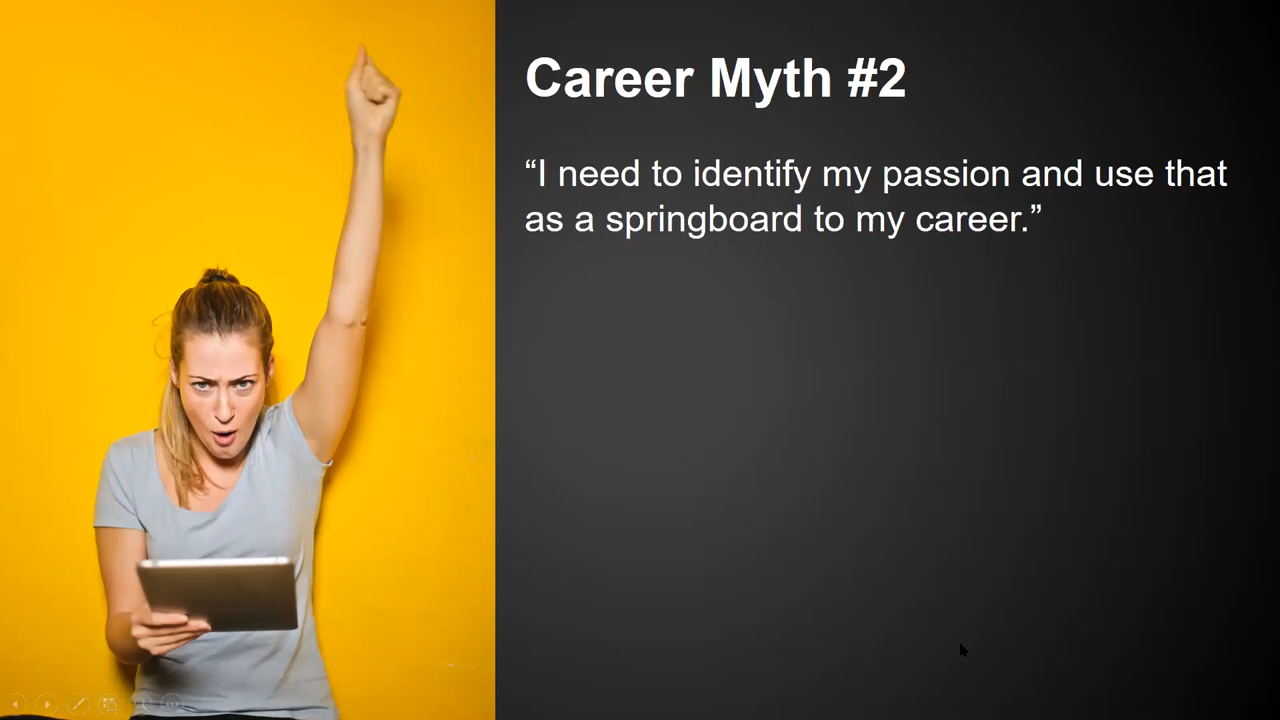 Career Myth #2
“I need to identify my passion and use that
as a springboard to my career.”